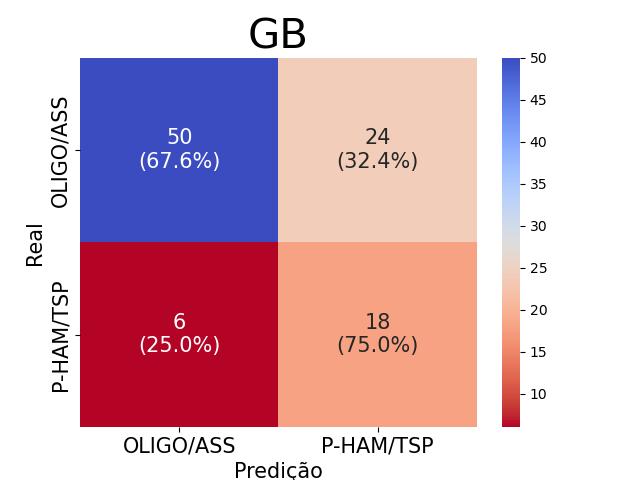 GB
Real
OLIGO/ASS
P-HAM/TSP
50
(67.6%)
24
(32.4%)
6
(25.0%)
18
(75.0%)
OLIGO/ASS
P-HAM/TSP
Predição
50
45
40
35
30
25
20
15
10